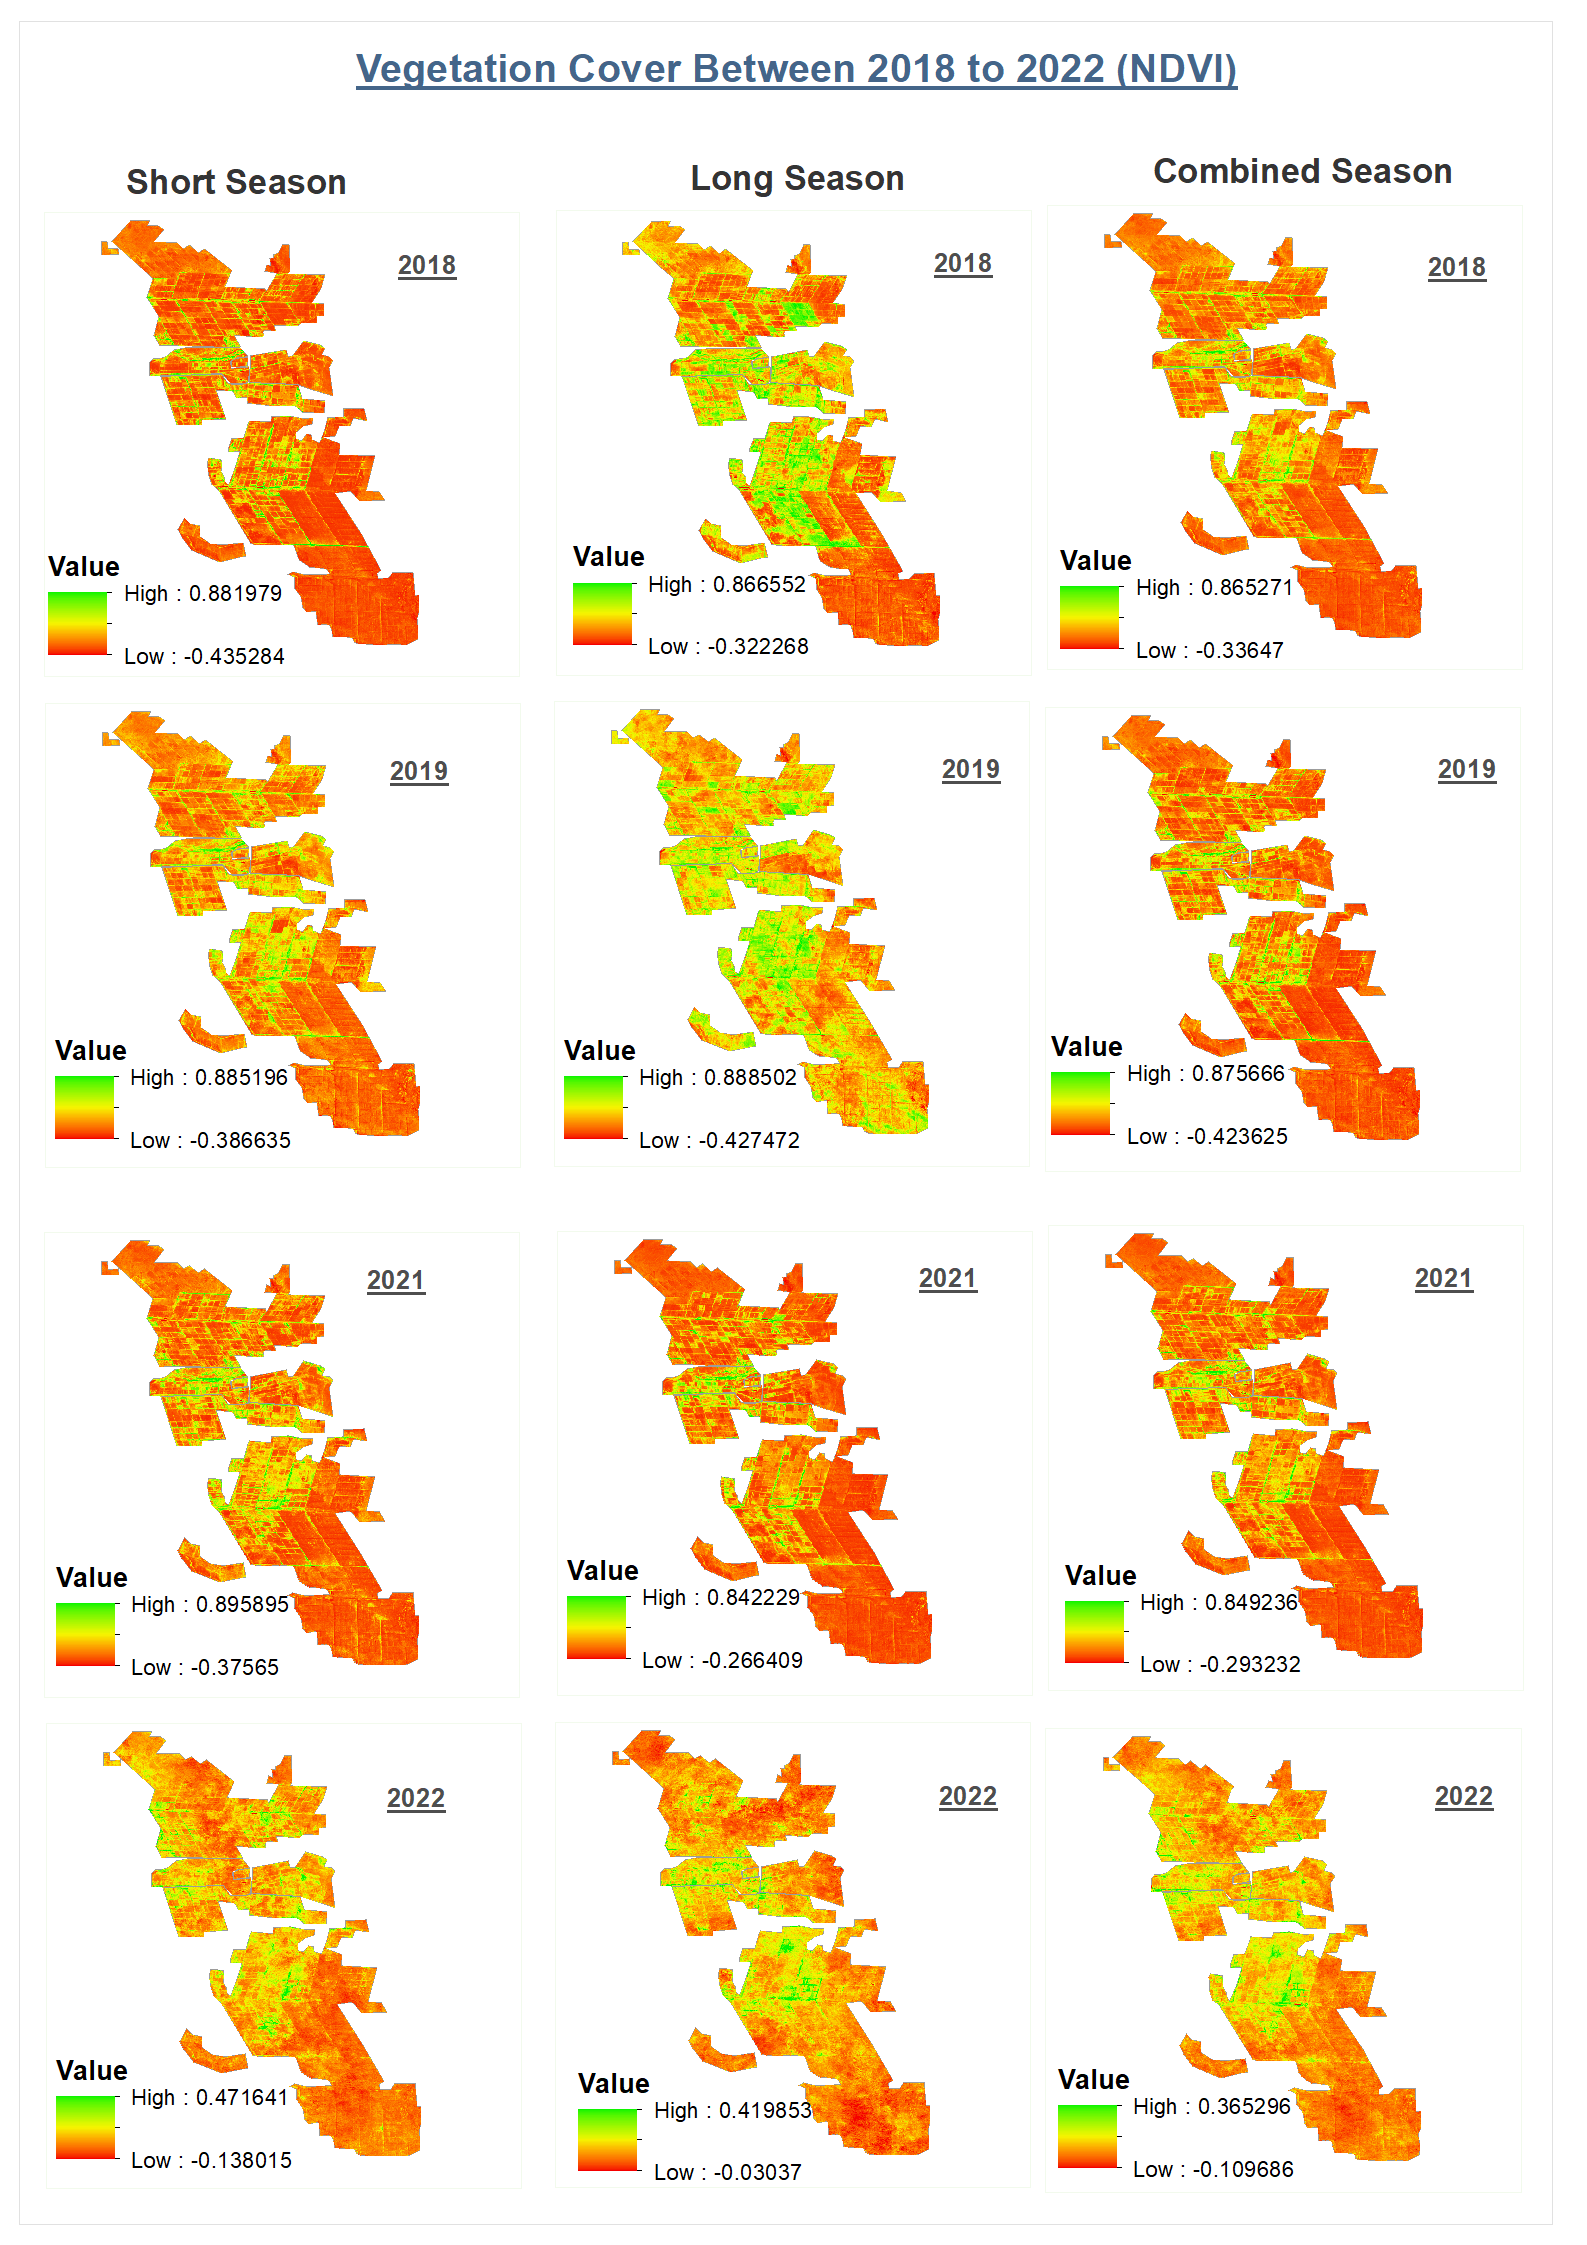 Vegetation Cover Between 2018 to 2022 (NDVI)
Short Season
Long Season
Combined Season
2018
Value
High : 0.881979
Low : -0.435284
2018
Value
High : 0.866552
Low : -0.322268
2018
Value
High : 0.865271
Low : -0.33647
2019
Value
High : 0.885196
Low : -0.386635
2019
Value
High : 0.888502
Low : -0.427472
2019
Value
High : 0.875666
Low : -0.423625
2021
Value
High : 0.895895
Low : -0.37565
2021
Value
High : 0.842229
Low : -0.266409
2021
Value
High : 0.849236
Low : -0.293232
2022
Value
High : 0.471641
Low : -0.138015
2022
Value
High : 0.419853
Low : -0.03037
2022
Value
High : 0.365296
Low : -0.109686